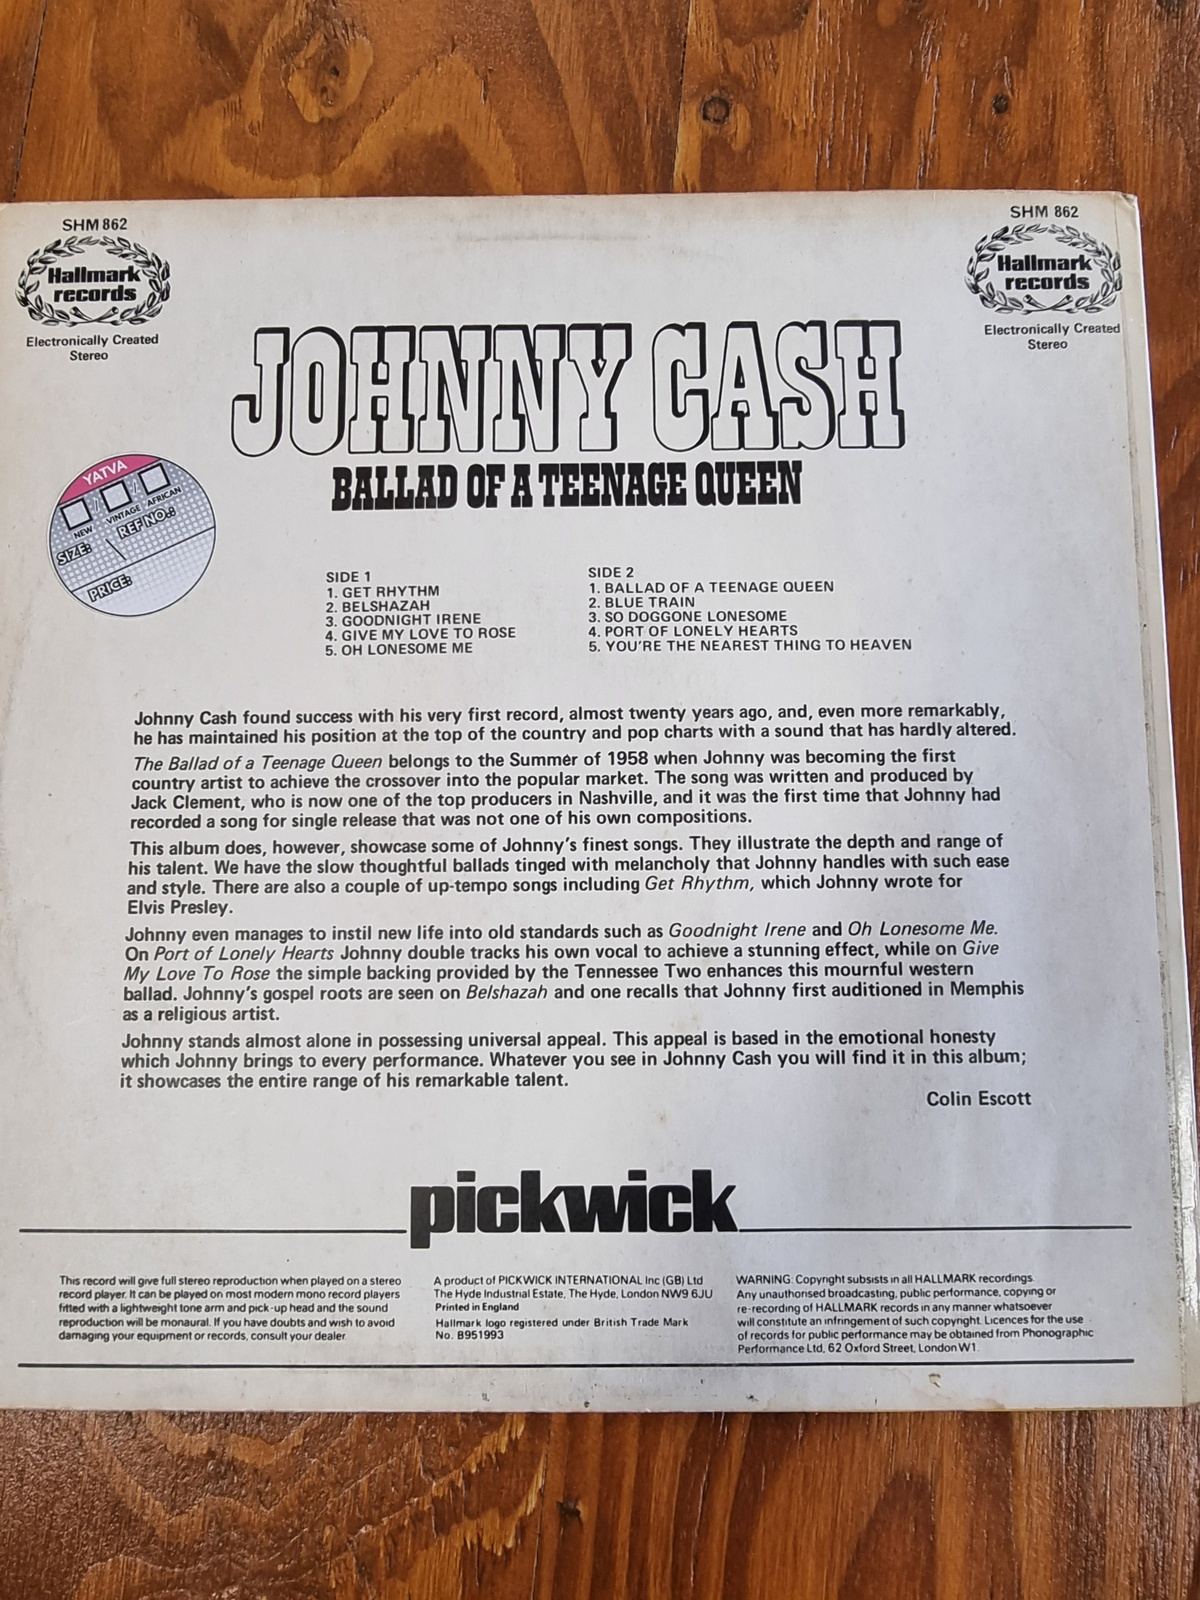 SHM 862
Hallmark
records
Electronically Created
Stereo
SHM 862
Hallmark
records
Electronically Created
Stereo
JOHNNY CASH
BALLAD OF A TEENAGE QUEEN
YATVA
NEW / VINTAGE / AFRICAN
SIZE: \ REF NO.:
PRICE:
SIDE 1
1. GET RHYTHM
2. BELSHAZAH
3. GOODNIGHT IRENE
4. GIVE MY LOVE TO ROSE
5. OH LONESOME ME
SIDE 2
1. BALLAD OF A TEENAGE QUEEN
2. BLUE TRAIN
3. SO DOGGONE LONESOME
4. PORT OF LONELY HEARTS
5. YOU'RE THE NEAREST THING TO HEAVEN
Johnny Cash found success with his very first record, almost twenty years ago, and, even more remarkably,
he has maintained his position at the top of the country and pop charts with a sound that has hardly altered.
The Ballad of a Teenage Queen belongs to the Summer of 1958 when Johnny was becoming the first
country artist to achieve the crossover into the popular market. The song was written and produced by
Jack Clement, who is now one of the top producers in Nashville, and it was the first time that Johnny had
recorded a song for single release that was not one of his own compositions.
This album does, however, showcase some of Johnny's finest songs. They illustrate the depth and range of
his talent. We have the slow thoughtful ballads tinged with melancholy that Johnny handles with such ease
and style. There are also a couple of up-tempo songs including Get Rhythm, which Johnny wrote for
Elvis Presley.
Johnny even manages to instil new life into old standards such as Goodnight Irene and Oh Lonesome Me.
On Port of Lonely Hearts Johnny double tracks his own vocal to achieve a stunning effect, while on Give
My Love To Rose the simple backing provided by the Tennessee Two enhances this mournful western
ballad. Johnny's gospel roots are seen on Belshazah and one recalls that Johnny first auditioned in Memphis
as a religious artist.
Johnny stands almost alone in possessing universal appeal. This appeal is based in the emotional honesty
which Johnny brings to every performance. Whatever you see in Johnny Cash you will find it in this album;
it showcases the entire range of his remarkable talent.
Colin Escott
pickwick
This record will give full stereo reproduction when played on a stereo
record player. It can be played on most modern mono record players
fitted with a lightweight tone arm and pick-up head and the sound
reproduction will be monaural. If you have doubts and wish to avoid
damaging your equipment or records, consult your dealer.
A product of PICKWICK INTERNATIONAL Inc (GB) Ltd
The Hyde Industrial Estate, The Hyde, London NW9 6JU
Printed in England
Hallmark logo registered under British Trade Mark
No. B951993
WARNING: Copyright subsists in all HALLMARK recordings.
Any unauthorised broadcasting, public performance, copying or
re-recording of HALLMARK records in any manner whatsoever
will constitute an infringement of such copyright. Licences for the use
of records for public performance may be obtained from Phonographic
Performance Ltd, 62 Oxford Street, London W1.